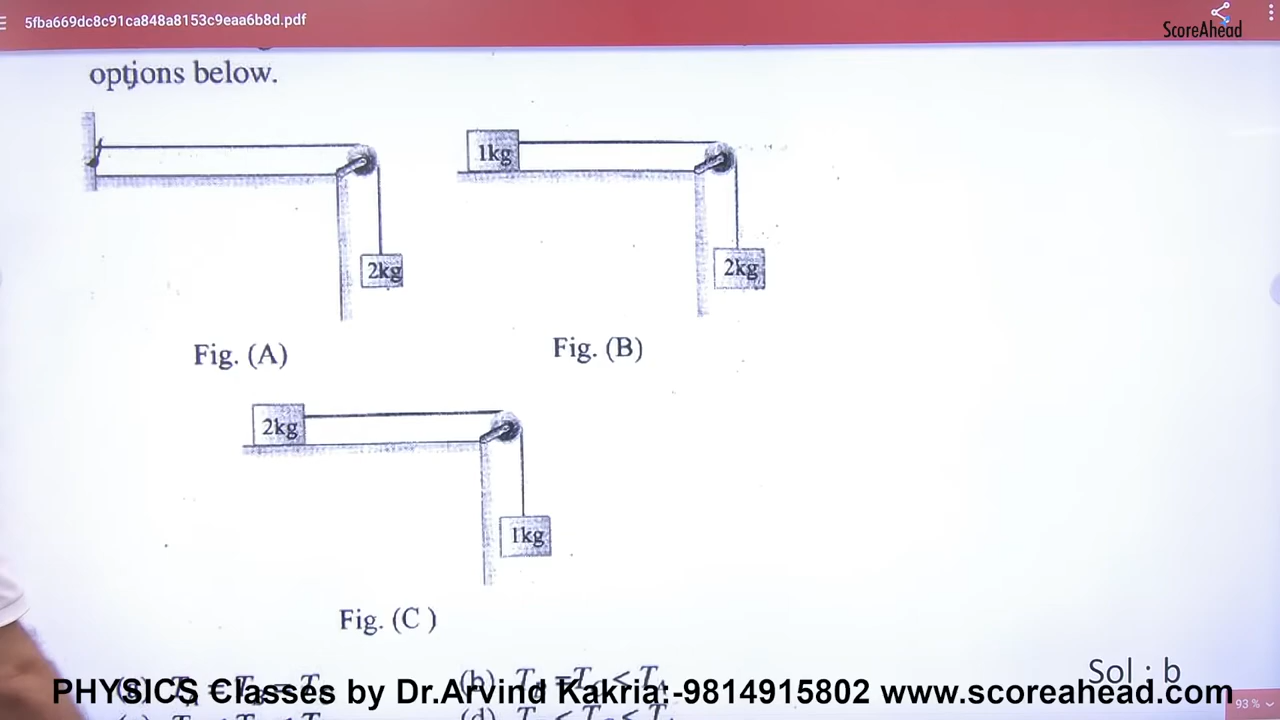 5fba669dc8c91ca848a8153c9eaa6b8d.pdf
ScoreAhead
options below.
1kg
2kg
2kg
Fig. (A)
Fig. (B)
2kg
1kg
Fig. (C )
Sol : b
PHYSICS Classes by Dr.Arvind Kakria:-9814915802 www.scoreahead.com
93 %